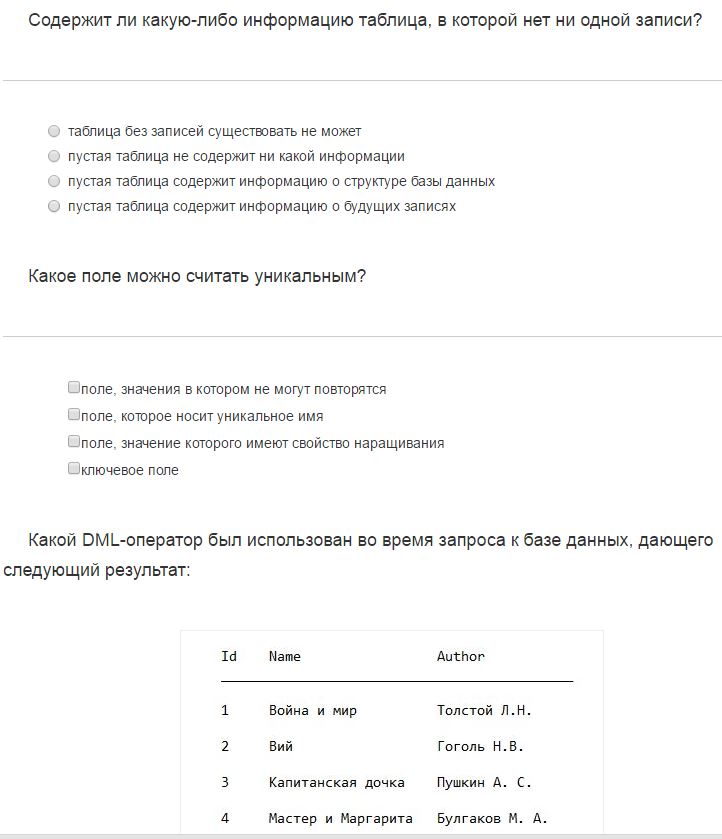 Содержит ли какую-либо информацию таблица, в которой нет ни одной записи?
таблица без записей существовать не может
пустая таблица не содержит ни какой информации
пустая таблица содержит информацию о структуре базы данных
пустая таблица содержит информацию о будущих записях
Какое поле можно считать уникальным?
поле, значения в котором не могут повторятся
поле, которое носит уникальное имя
поле, значение которого имеют свойство наращивания
ключевое поле
Какой DML-оператор был использован во время запроса к базе данных, дающего
следующий результат:
Id Name Author
1 Война и мир Толстой Л.Н.
2 Вий Гоголь Н.В.
3 Капитанская дочка Пушкин А. С.
4 Мастер и Маргарита Булгаков М. А.